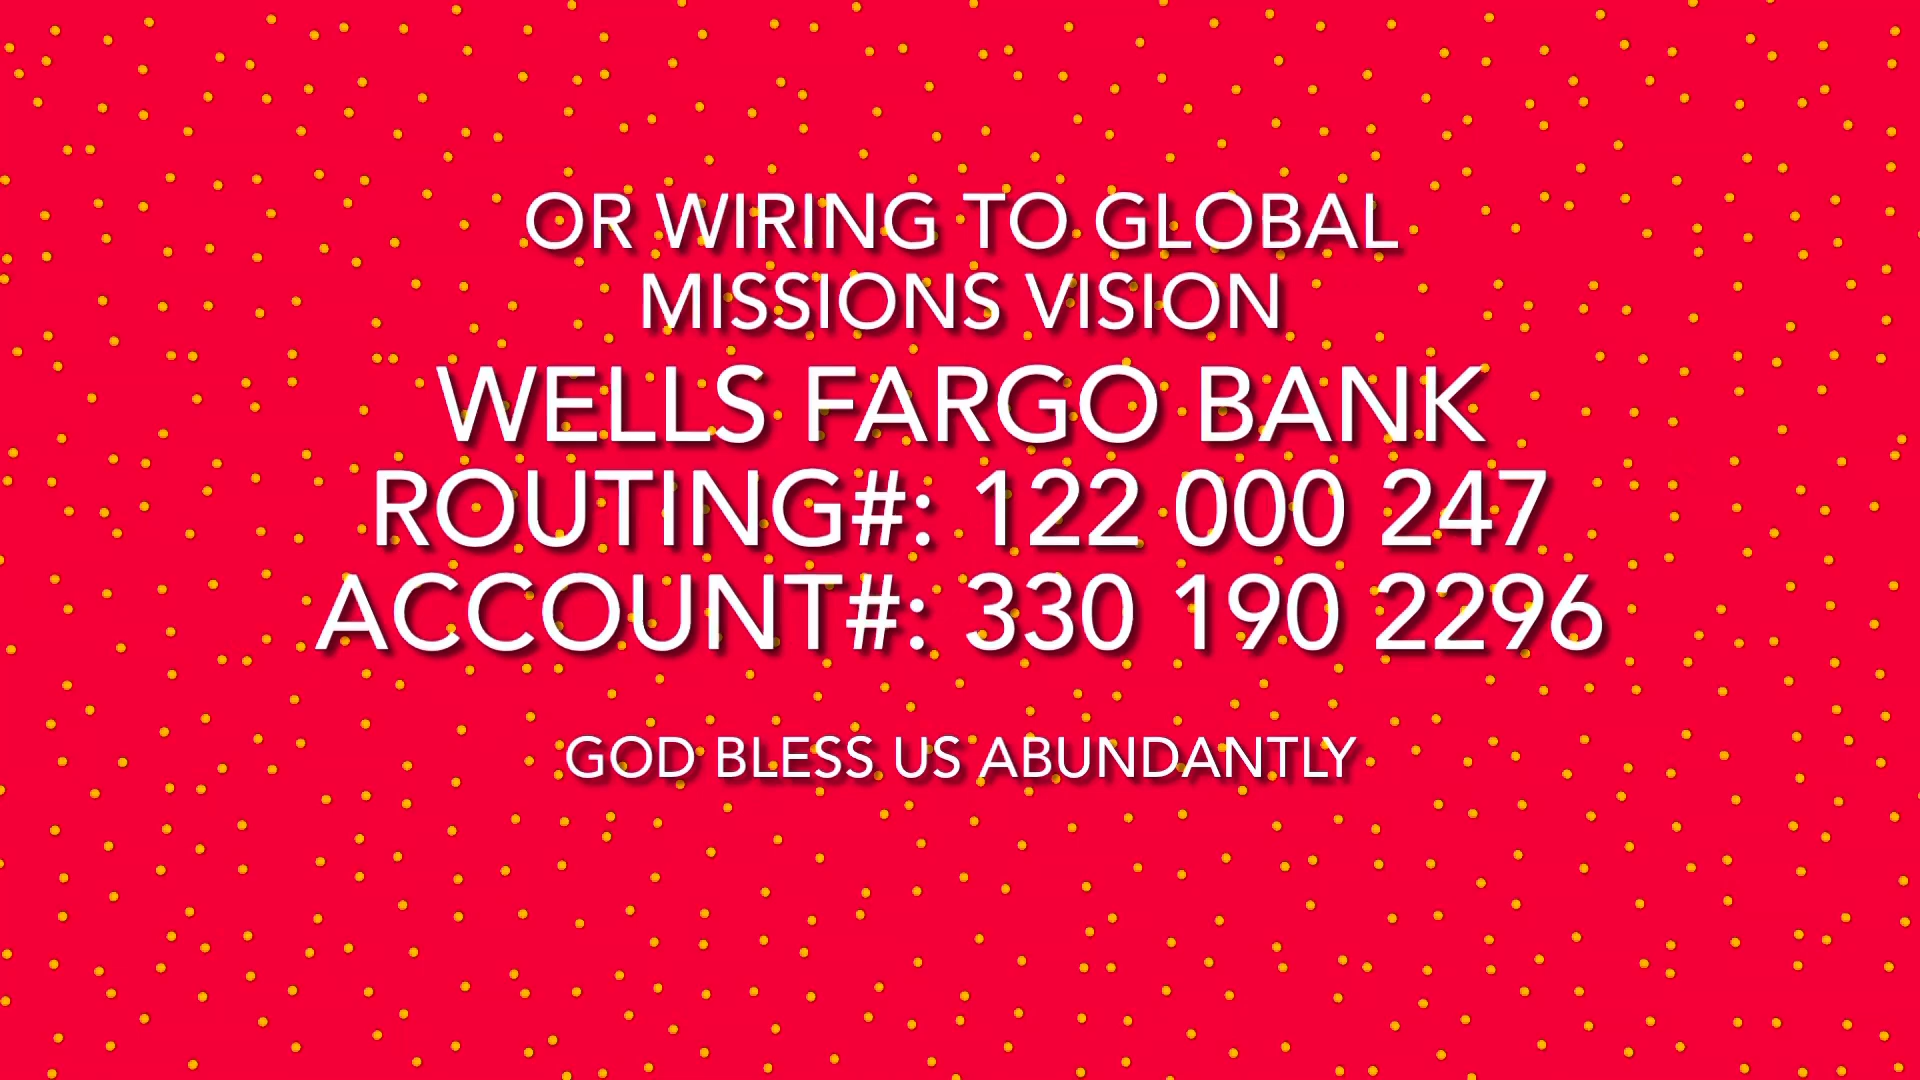 OR WIRING TO GLOBAL
MISSIONS VISION
WELLS FARGO BANK
ROUTING#: 122 000 247
ACCOUNT#: 330 190 2296
GOD BLESS US ABUNDANTLY